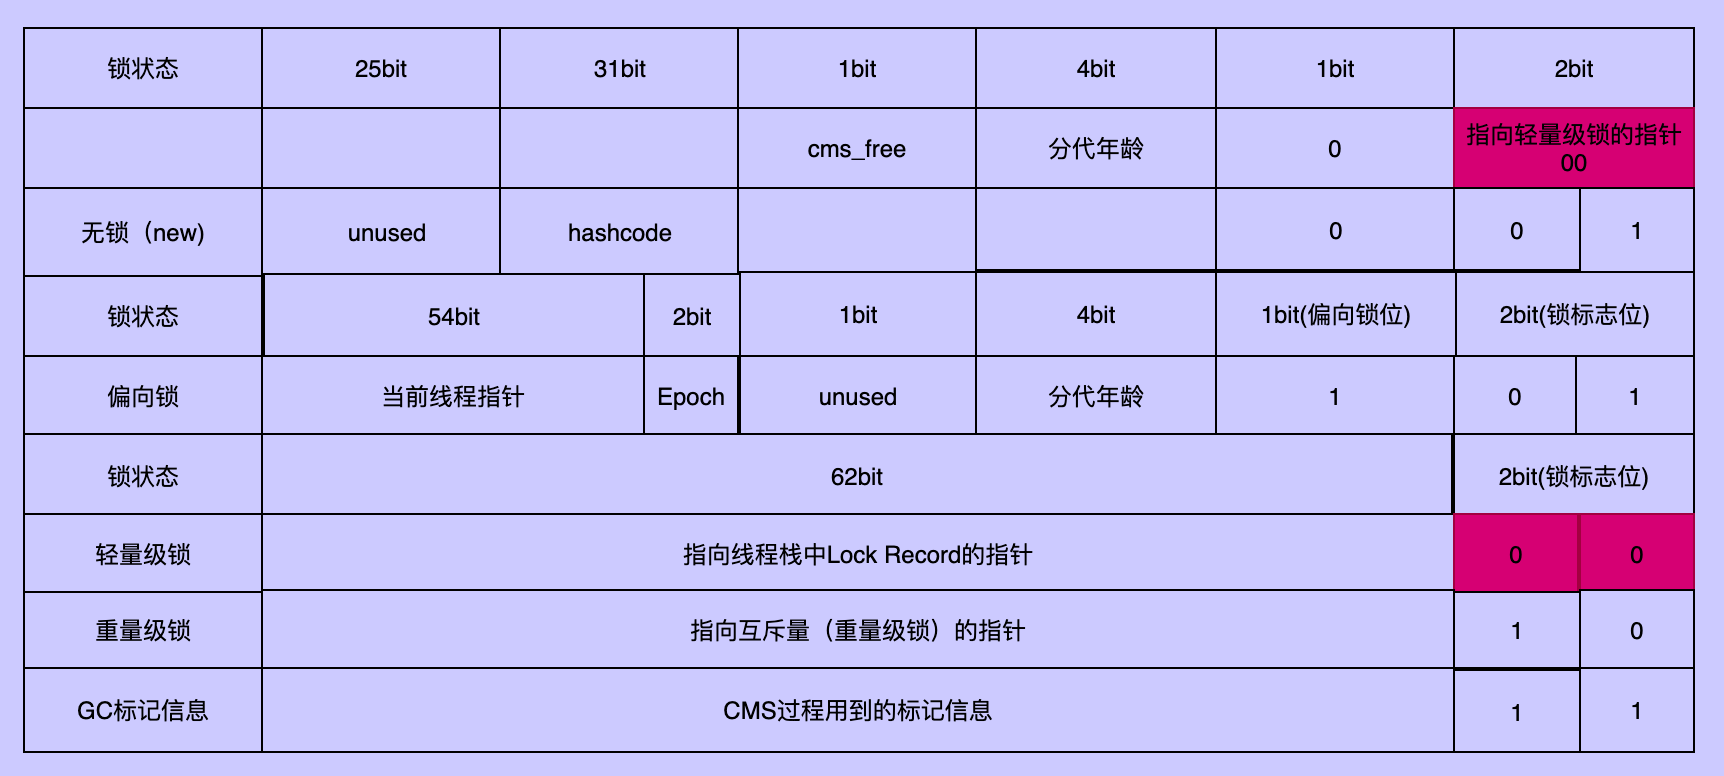 锁状态 25bit 31bit 1bit 4bit 1bit 2bit
cms_free 分代年龄 0 指向轻量级锁的指针
00
无锁（new) unused hashcode 0 0 1
锁状态 54bit 2bit 1bit 4bit 1bit(偏向锁位) 2bit(锁标志位)
偏向锁 当前线程指针 Epoch unused 分代年龄 1 0 1
锁状态 62bit 2bit(锁标志位)
轻量级锁 指向线程栈中Lock Record的指针 0 0
重量级锁 指向互斥量（重量级锁）的指针 1 0
GC标记信息 CMS过程用到的标记信息 1 1